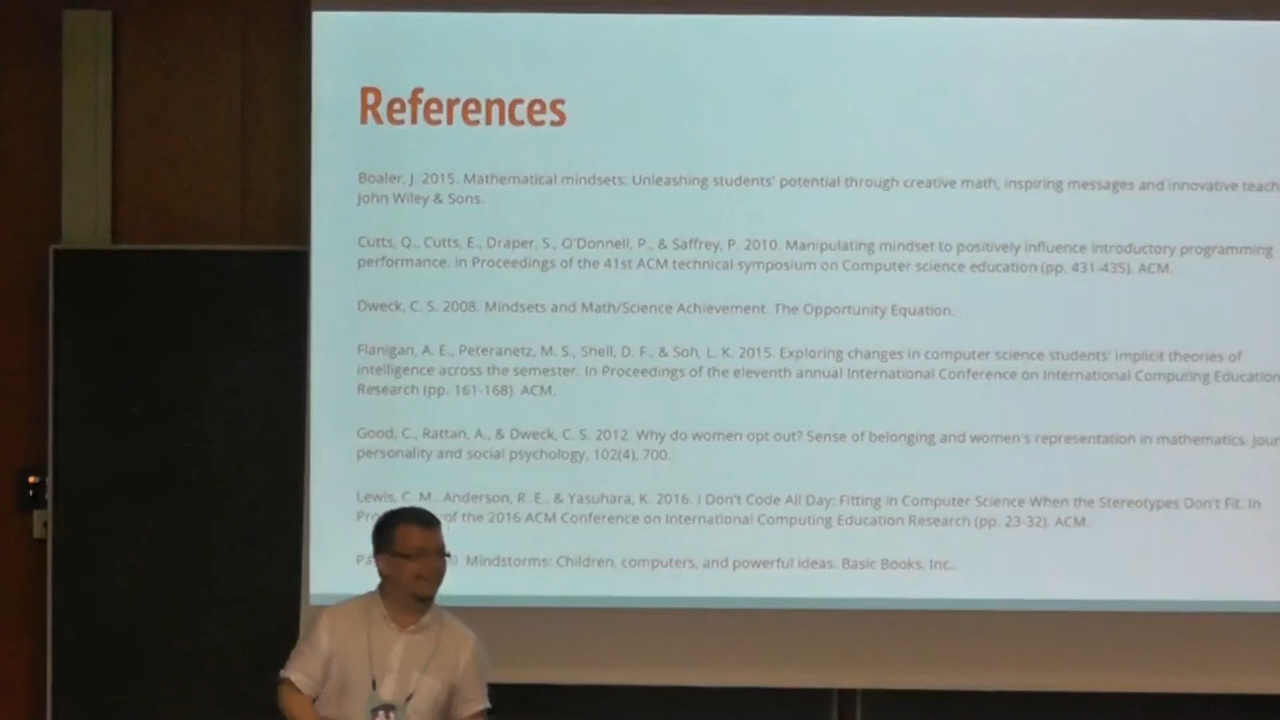 References
Boaler, J. 2015. Mathematical mindsets: Unleashing students' potential through creative math, inspiring messages and innovative teach
John Wiley & Sons.
Cutts, Q., Cutts, E., Draper, S., O'Donnell, P., & Saffrey, P. 2010. Manipulating mindset to positively influence introductory programming
performance. In Proceedings of the 41st ACM technical symposium on Computer science education (pp. 431-435). ACM.
Dweck, C. S. 2008. Mindsets and Math/Science Achievement. The Opportunity Equation.
Flanigan, A. E., Peteranetz, M. S., Shell, D. F., & Soh, L. K. 2015. Exploring changes in computer science students' implicit theories of
intelligence across the semester. In Proceedings of the eleventh annual International Conference on International Computing Education
Research (pp. 161-168). ACM.
Good, C., Rattan, A., & Dweck, C. S. 2012. Why do women opt out? Sense of belonging and women's representation in mathematics. Jour
personality and social psychology, 102(4), 700.
Lewis, C. M., Anderson, R. E., & Yasuhara, K. 2016. I Don't Code All Day: Fitting in Computer Science When the Stereotypes Don't Fit. In
of the 2016 ACM Conference on International Computing Education Research (pp. 23-32). ACM.
Mindstorms: Children, computers, and powerful ideas. Basic Books, Inc..